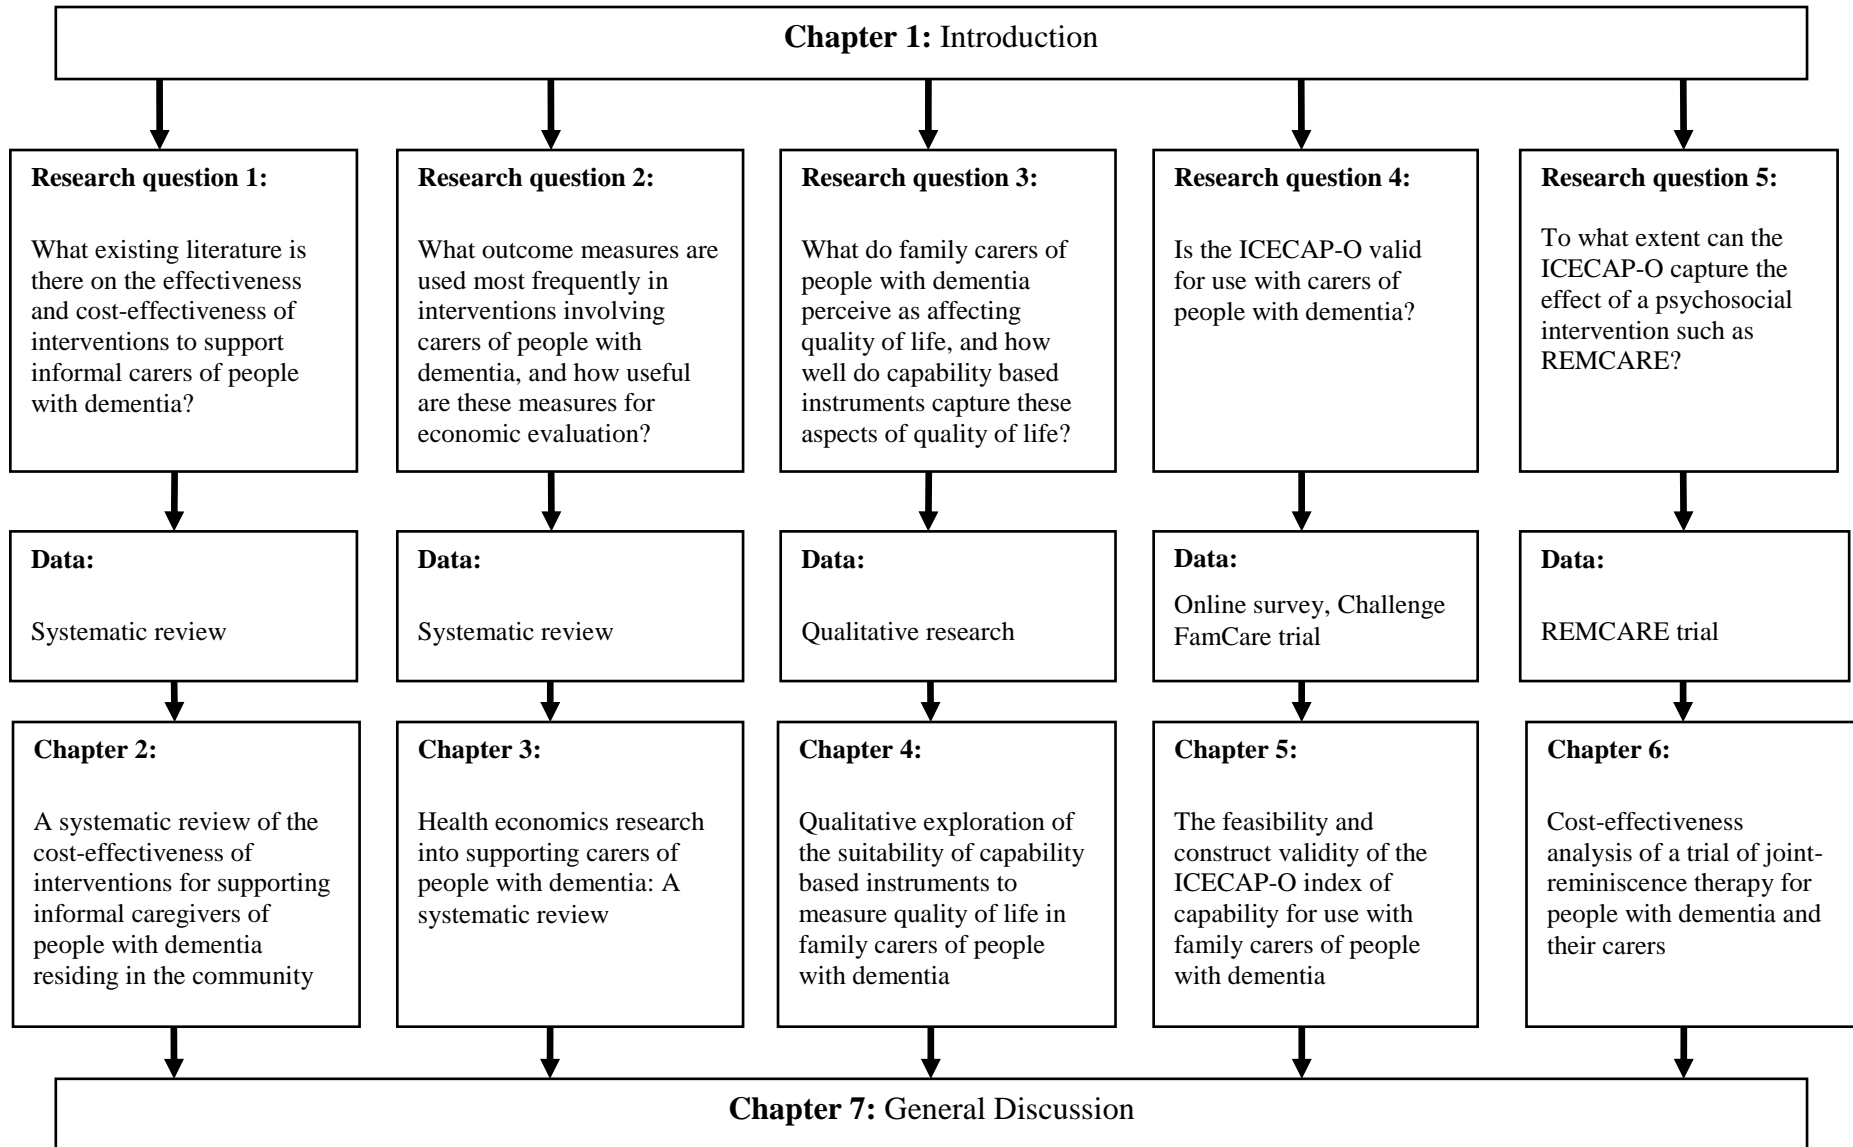 Chapter 1: Introduction
Research question 1:
What existing literature is
there on the effectiveness
and cost-effectiveness of
interventions to support
informal carers of people
with dementia?
Research question 2:
What outcome measures are
used most frequently in
interventions involving
carers of people with
dementia, and how useful
are these measures for
economic evaluation?
Research question 3:
What do family carers of
people with dementia
perceive as affecting
quality of life, and how
well do capability based
instruments capture these
aspects of quality of life?
Research question 4:
Is the ICECAP-O valid
for use with carers of
people with dementia?
Research question 5:
To what extent can the
ICECAP-O capture the
effect of a psychosocial
intervention such as
REMCARE?
Data:
Systematic review
Data:
Systematic review
Data:
Qualitative research
Data:
Online survey, Challenge
FamCare trial
Data:
REMCARE trial
Chapter 2:
A systematic review of the
cost-effectiveness of
interventions for supporting
informal caregivers of
people with dementia
residing in the community
Chapter 3:
Health economics research
into supporting carers of
people with dementia: A
systematic review
Chapter 4:
Qualitative exploration of
the suitability of capability
based instruments to
measure quality of life in
family carers of people
with dementia
Chapter 5:
The feasibility and
construct validity of the
ICECAP-O index of
capability for use with
family carers of people
with dementia
Chapter 6:
Cost-effectiveness
analysis of a trial of joint-
reminiscence therapy for
people with dementia and
their carers
Chapter 7: General Discussion